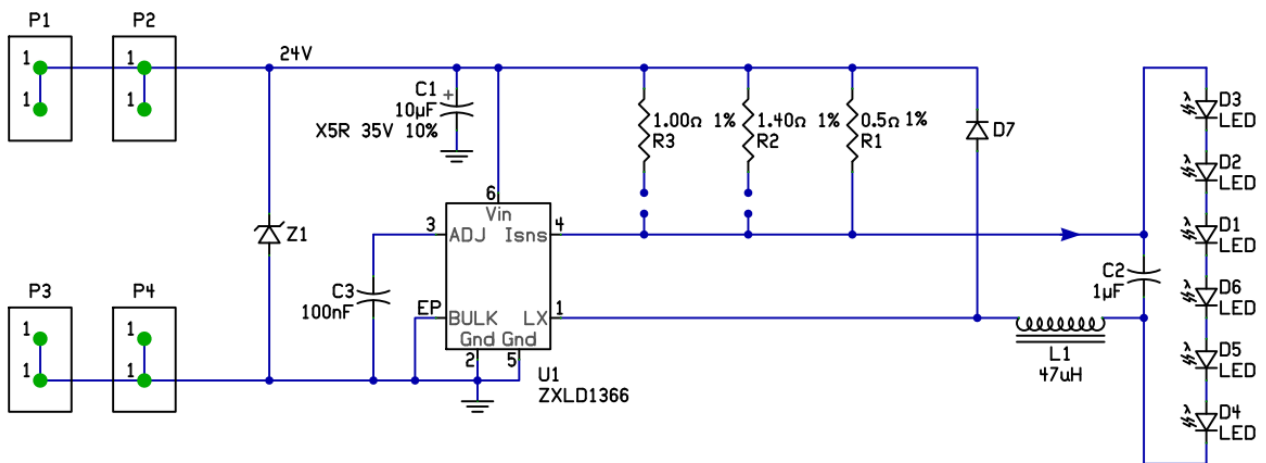 P1
P2
1
1
1
1
24V
C1
+
10µF
X5R 35V 10%
1.00Ω 1%
R3
1.40Ω 1%
R2
0.5Ω 1%
R1
D7
λ
D3
LED
λ
D2
LED
λ
D1
LED
λ
D6
LED
λ
D5
LED
λ
D4
LED
Z1
6
Vin
3
ADJ
Isns
4
C3
100nF
EP
BULK
LX
1
Gnd
Gnd
2
5
U1
ZXLD1366
C2
1µF
L1
47uH
P3
P4
1
1
1
1